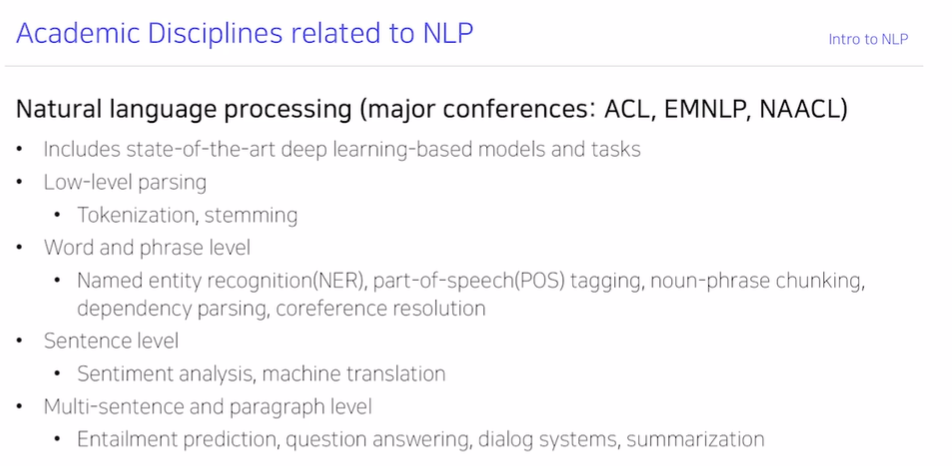 Academic Disciplines related to NLP
Intro to NLP
Natural language processing (major conferences: ACL, EMNLP, NAACL)
• Includes state-of-the-art deep learning-based models and tasks
• Low-level parsing
• Tokenization, stemming
• Word and phrase level
• Named entity recognition(NER), part-of-speech(POS) tagging, noun-phrase chunking,
dependency parsing, coreference resolution
• Sentence level
• Sentiment analysis, machine translation
• Multi-sentence and paragraph level
• Entailment prediction, question answering, dialog systems, summarization